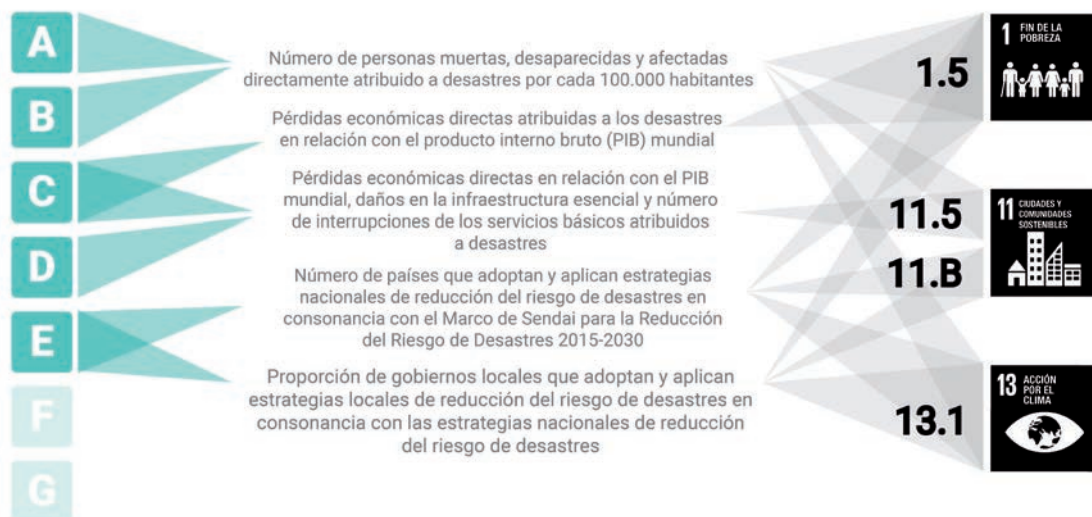 A
B
C
D
E
F
G
Número de personas muertas, desaparecidas y afectadas
directamente atribuido a desastres por cada 100.000 habitantes
Pérdidas económicas directas atribuidas a los desastres
en relación con el producto interno bruto (PIB) mundial
Pérdidas económicas directas en relación con el PIB
mundial, daños en la infraestructura esencial y número
de interrupciones de los servicios básicos atribuidos
a desastres
Número de países que adoptan y aplican estrategias
nacionales de reducción del riesgo de desastres en
consonancia con el Marco de Sendai para la Reducción
del Riesgo de Desastres 2015-2030
Proporción de gobiernos locales que adoptan y aplican
estrategias locales de reducción del riesgo de desastres en
consonancia con las estrategias nacionales de reducción
del riesgo de desastres
1.5
11.5
11.B
13.1
1 FIN DE LA
POBREZA
11 CIUDADES Y
COMUNIDADES
SOSTENIBLES
13 ACCIÓN
POR EL
CLIMA